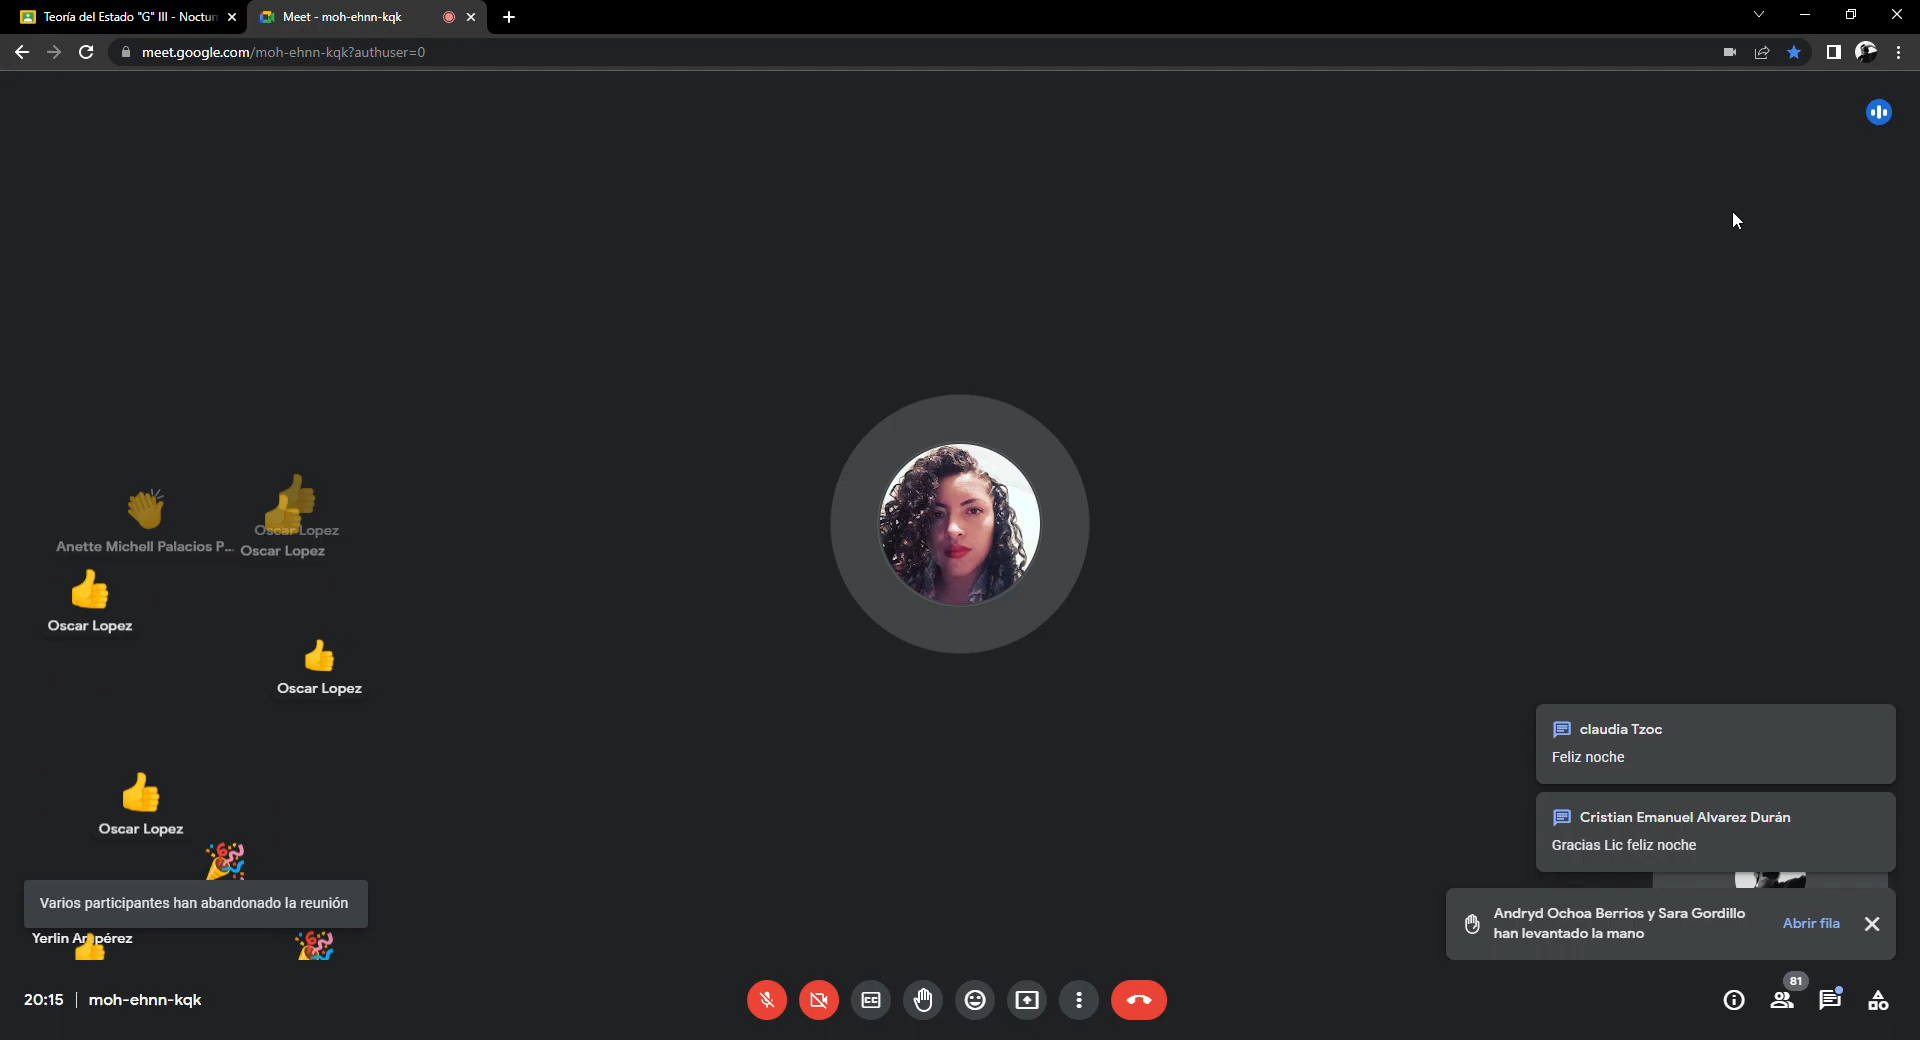 Teoría del Estado "G" III - Noctur
Meet - moh-ehnn-kqk
meet.google.com/moh-ehnn-kqk?authuser=0
Oscar Lopez
Anette Michell Palacios P...
Oscar Lopez
Oscar Lopez
Oscar Lopez
Oscar Lopez
claudia Tzoc
Feliz noche
Cristian Emanuel Alvarez Durán
Gracias Lic feliz noche
Varios participantes han abandonado la reunión
Yerlin
Andryd Ochoa Berrios y Sara Gordillo
han levantado la mano
Abrir fila
20:15 | moh-ehnn-kqk
CC
81